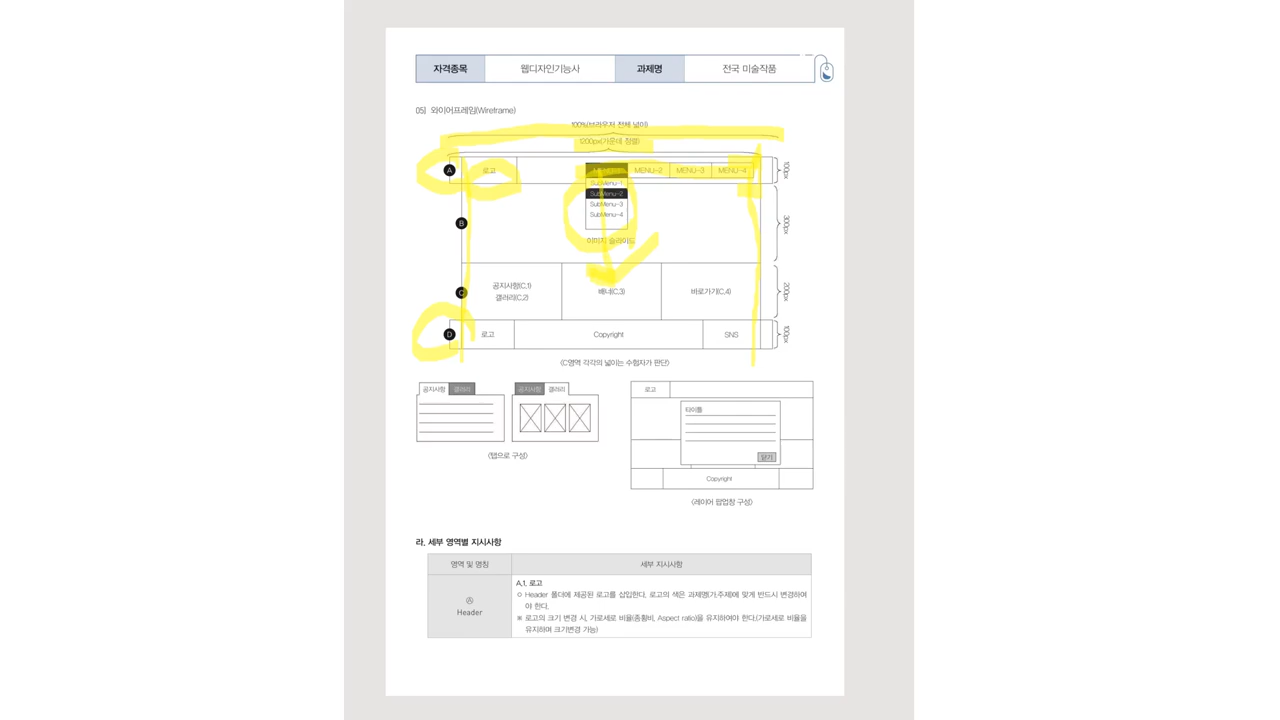 자격종목 웹디자인기능사 과제명 전국 미술작품
05] 와이어프레임(Wireframe)
100%(브라우저 전체 넓이)
1200px(가운데 정렬)
A 로고 MENU-2 MENU-3 MENU-4 100px
SubMenu-1
SubMenu-2
SubMenu-3
SubMenu-4
B 300px
이미지 슬라이드
C 공지사항(C.1) 배너(C.3) 바로가기(C.4) 200px
갤러리(C.2)
D 로고 Copyright SNS 100px
<C영역 각각의 넓이는 수험자가 판단>
공지사항 갤러리 공지사항 갤러리
<탭으로 구성>
로고
타이틀
닫기
Copyright
<레이어 팝업창 구성>
라. 세부 영역별 지시사항
영역 및 명칭 세부 지시사항
Ⓐ
Header
A.1. 로고
○ Header 폴더에 제공된 로고를 삽입한다. 로고의 색은 과제명(가.주제)에 맞게 반드시 변경하여
야 한다.
※ 로고의 크기 변경 시, 가로세로 비율(종횡비, Aspect ratio)을 유지하여야 한다.(가로세로 비율을
유지하며 크기변경 가능)